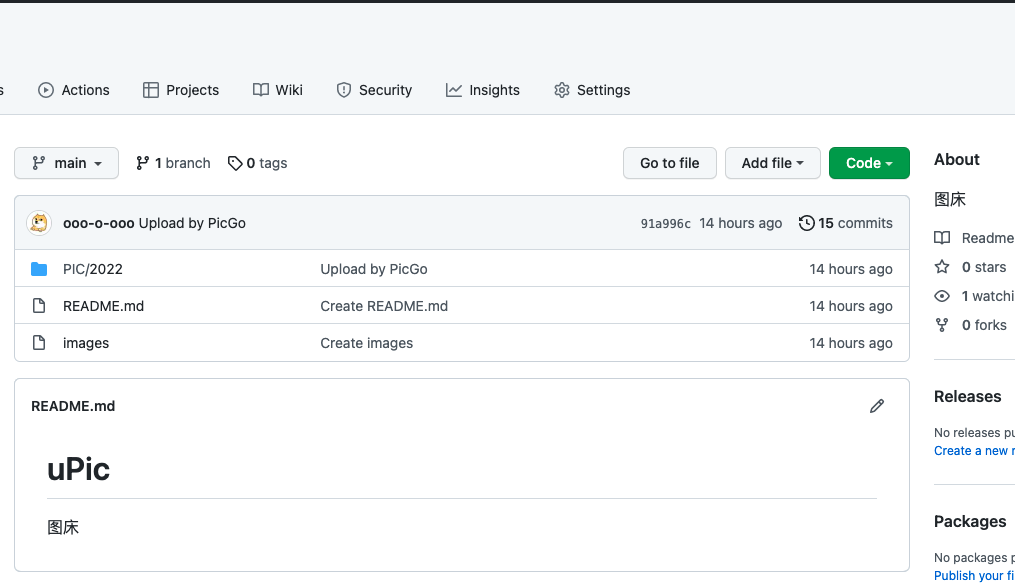 s Actions Projects Wiki Security Insights Settings
main 1 branch 0 tags Go to file Add file Code
ooo-o-ooo Upload by PicGo 91a996c 14 hours ago 15 commits
PIC/2022 Upload by PicGo 14 hours ago
README.md Create README.md 14 hours ago
images Create images 14 hours ago
README.md
uPic
图床
About
图床
Readme
0 stars
1 watchi
0 forks
Releases
No releases pu
Create a new r
Packages
No packages p
Publish your fi